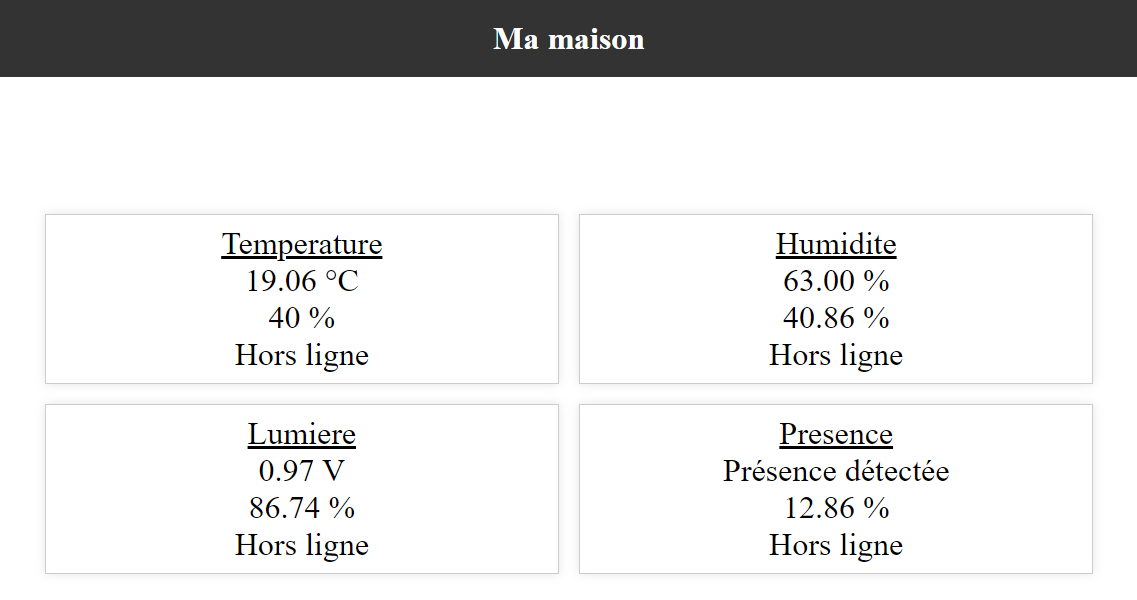 Ma maison
Temperature
19.06 °C
40 %
Hors ligne
Humidite
63.00 %
40.86 %
Hors ligne
Lumiere
0.97 V
86.74 %
Hors ligne
Presence
Présence détectée
12.86 %
Hors ligne